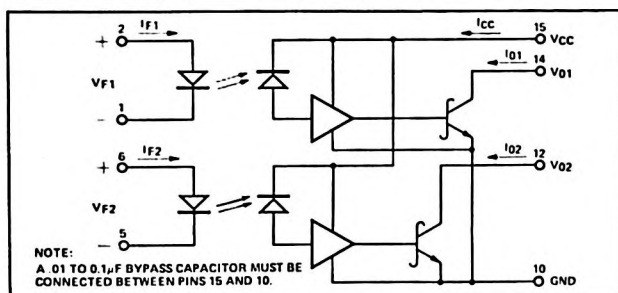 2 IF1
+
VF1
1
-
6 IF2
+
VF2
5
-
ICC 15
VCC
IO1 14
VO1
IO2 12
VO2
10
GND
NOTE:
A .01 TO 0.1µF BYPASS CAPACITOR MUST BE
CONNECTED BETWEEN PINS 15 AND 10.